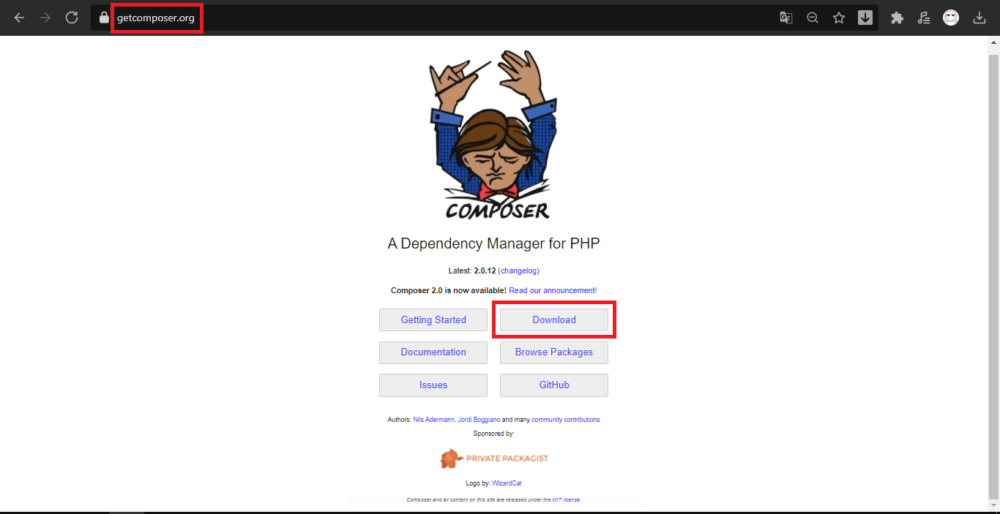 getcomposer.org
COMPOSER
A Dependency Manager for PHP
Latest: 2.0.12 (changelog)
Composer 2.0 is now available! Read our announcement!
Getting Started
Download
Documentation
Browse Packages
Issues
GitHub
Authors: Nils Adermann, Jordi Boggiano and many community contributions
Sponsored by:
PRIVATE PACKAGIST
Logo by: WizardCat
Composer and all content on this site are released under the MIT license.